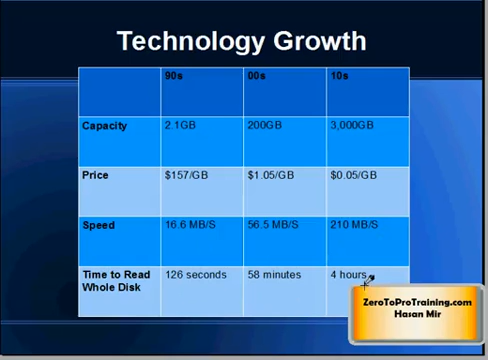 Technology Growth
90s 00s 10s
Capacity 2.1GB 200GB 3,000GB
Price $157/GB $1.05/GB $0.05/GB
Speed 16.6 MB/S 56.5 MB/S 210 MB/S
Time to Read 126 seconds 58 minutes 4 hours
Whole Disk
ZeroToProTraining.com
Hasan Mir